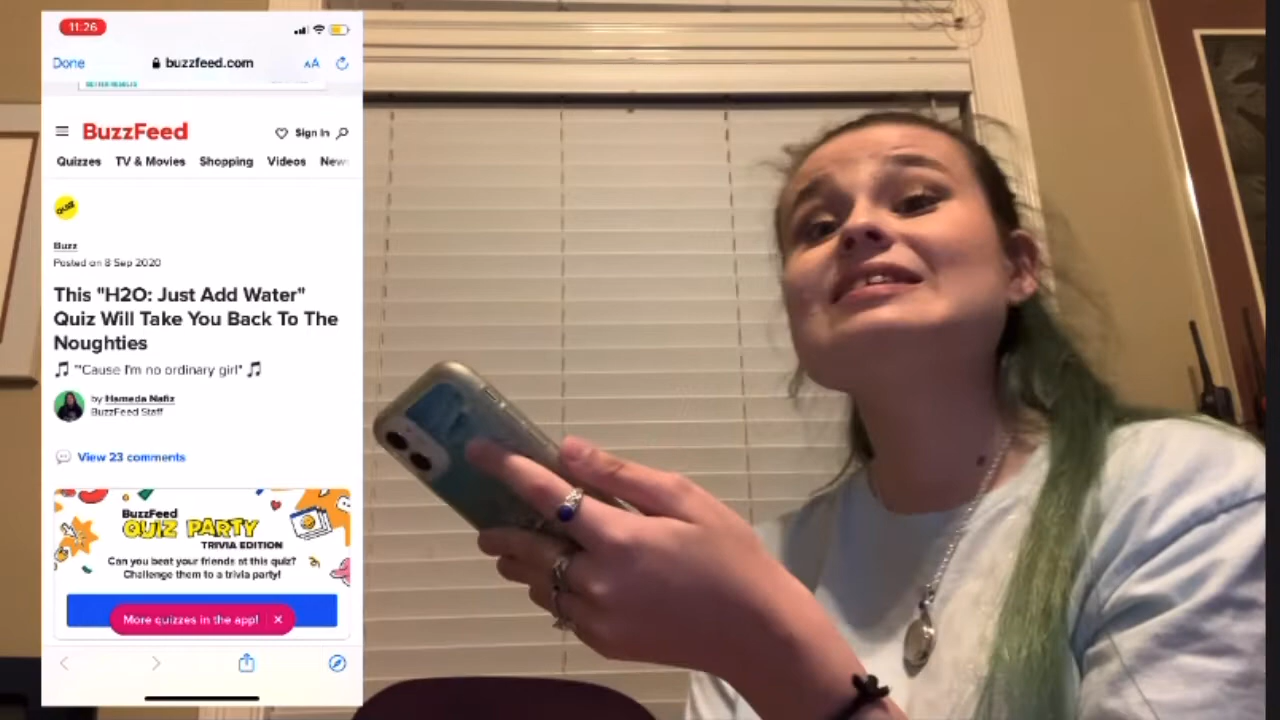 11:26
Done
buzzfeed.com
AA
BuzzFeed
Sign In
Quizzes TV & Movies Shopping Videos New
QUIZ
Buzz
Posted on 8 Sep 2020
This "H2O: Just Add Water"
Quiz Will Take You Back To The
Noughties
🎵 "'Cause I'm no ordinary girl" 🎵
by Hameda Nafiz
BuzzFeed Staff
View 23 comments
BuzzFeed
QUIZ PARTY
TRIVIA EDITION
Can you beat your friends at this quiz?
Challenge them to a trivia party!
More quizzes in the app! ×